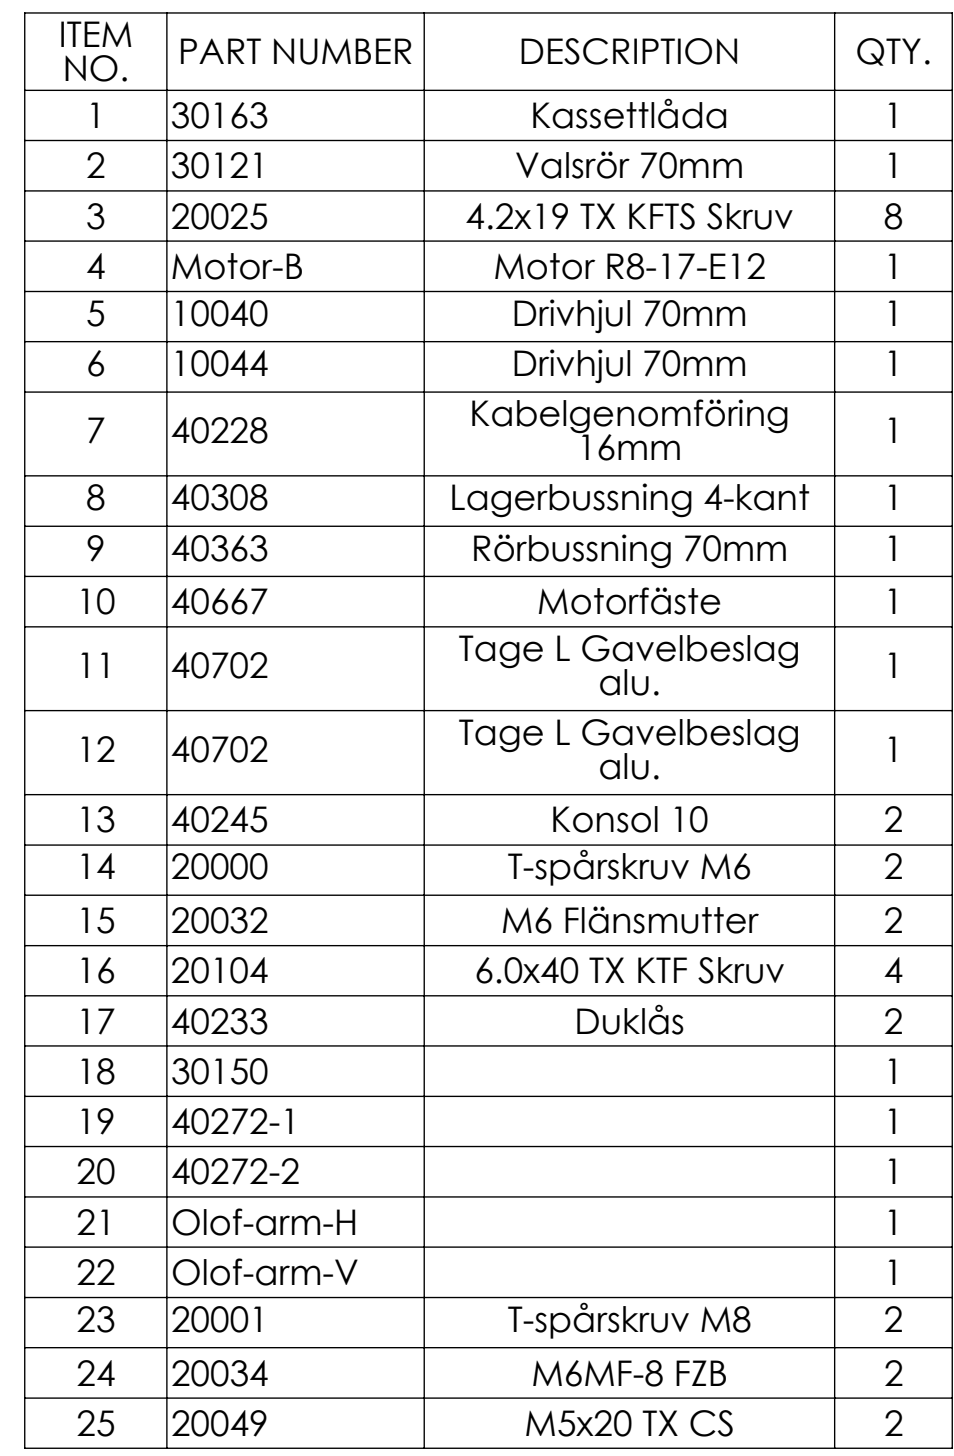 ITEM NO. PART NUMBER DESCRIPTION QTY.
1 30163 Kassettlåda 1
2 30121 Valsrör 70mm 1
3 20025 4.2x19 TX KFTS Skruv 8
4 Motor-B Motor R8-17-E12 1
5 10040 Drivhjul 70mm 1
6 10044 Drivhjul 70mm 1
7 40228 Kabelgenomföring 16mm 1
8 40308 Lagerbussning 4-kant 1
9 40363 Rörbussning 70mm 1
10 40667 Motorfäste 1
11 40702 Tage L Gavelbeslag alu. 1
12 40702 Tage L Gavelbeslag alu. 1
13 40245 Konsol 10 2
14 20000 T-spårskruv M6 2
15 20032 M6 Flänsmutter 2
16 20104 6.0x40 TX KTF Skruv 4
17 40233 Duklås 2
18 30150 1
19 40272-1 1
20 40272-2 1
21 Olof-arm-H 1
22 Olof-arm-V 1
23 20001 T-spårskruv M8 2
24 20034 M6MF-8 FZB 2
25 20049 M5x20 TX CS 2